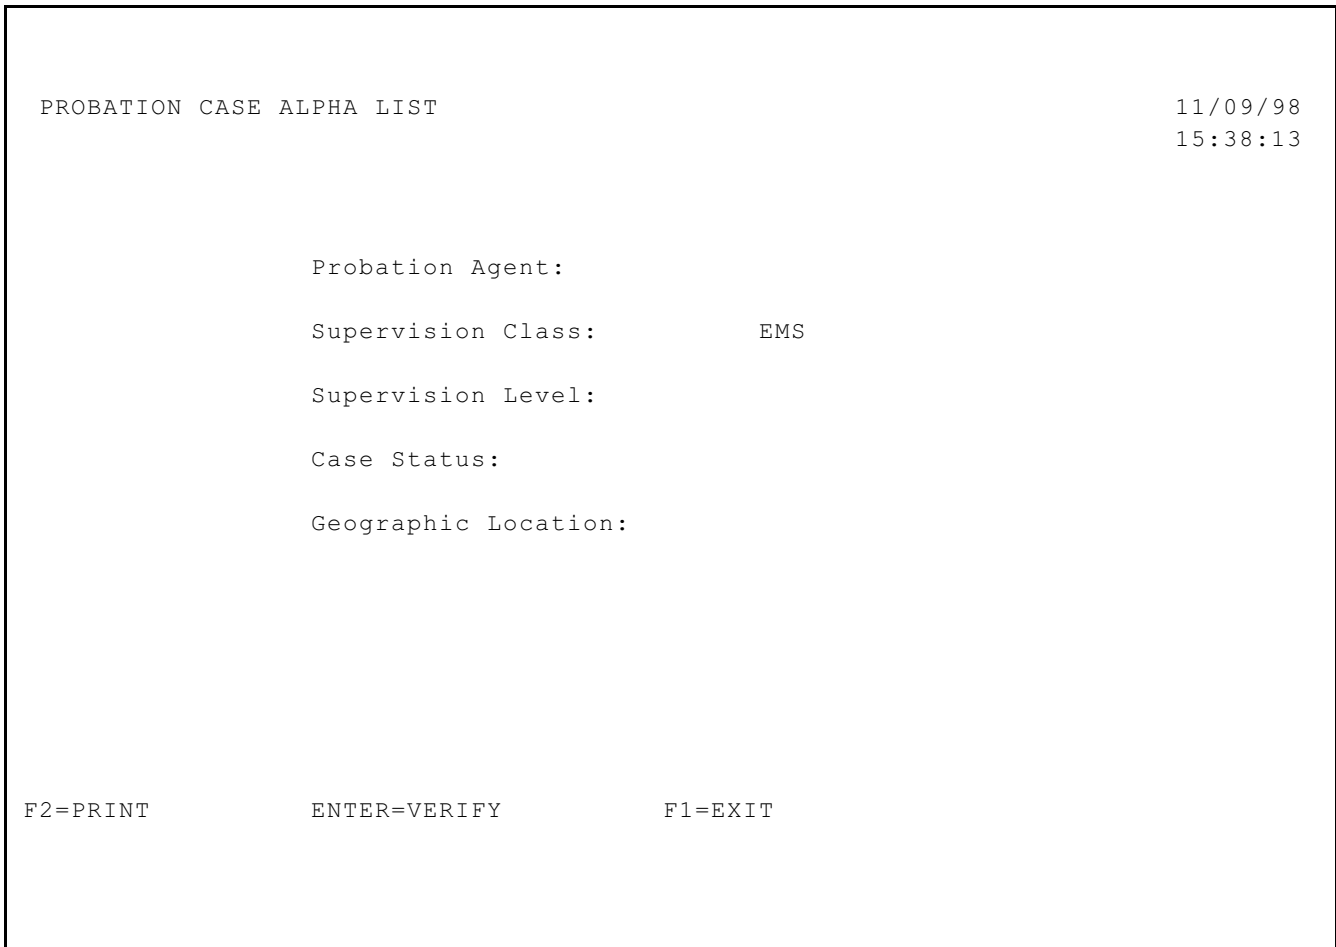 PROBATION CASE ALPHA LIST 11/09/98
15:38:13
Probation Agent:
Supervision Class: EMS
Supervision Level:
Case Status:
Geographic Location:
F2=PRINT ENTER=VERIFY F1=EXIT